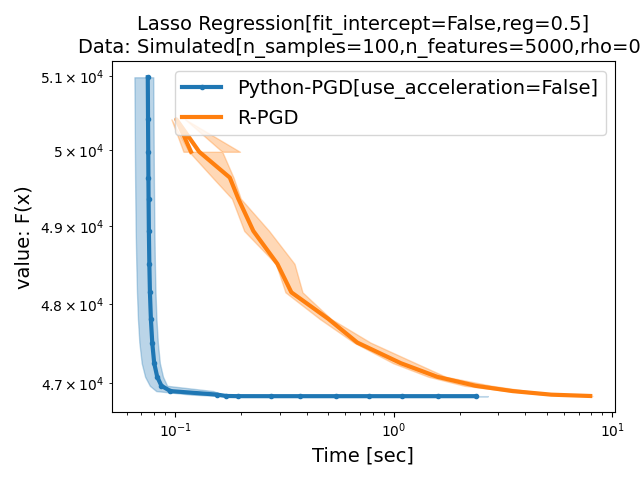 Lasso Regression[fit_intercept=False,reg=0.5]
Data: Simulated[n_samples=100,n_features=5000,rho=0
Python-PGD[use_acceleration=False]
R-PGD
value: F(x)
5.1 × 10⁴
5 × 10⁴
4.9 × 10⁴
4.8 × 10⁴
4.7 × 10⁴
10⁻¹ 10⁰ 10¹
Time [sec]